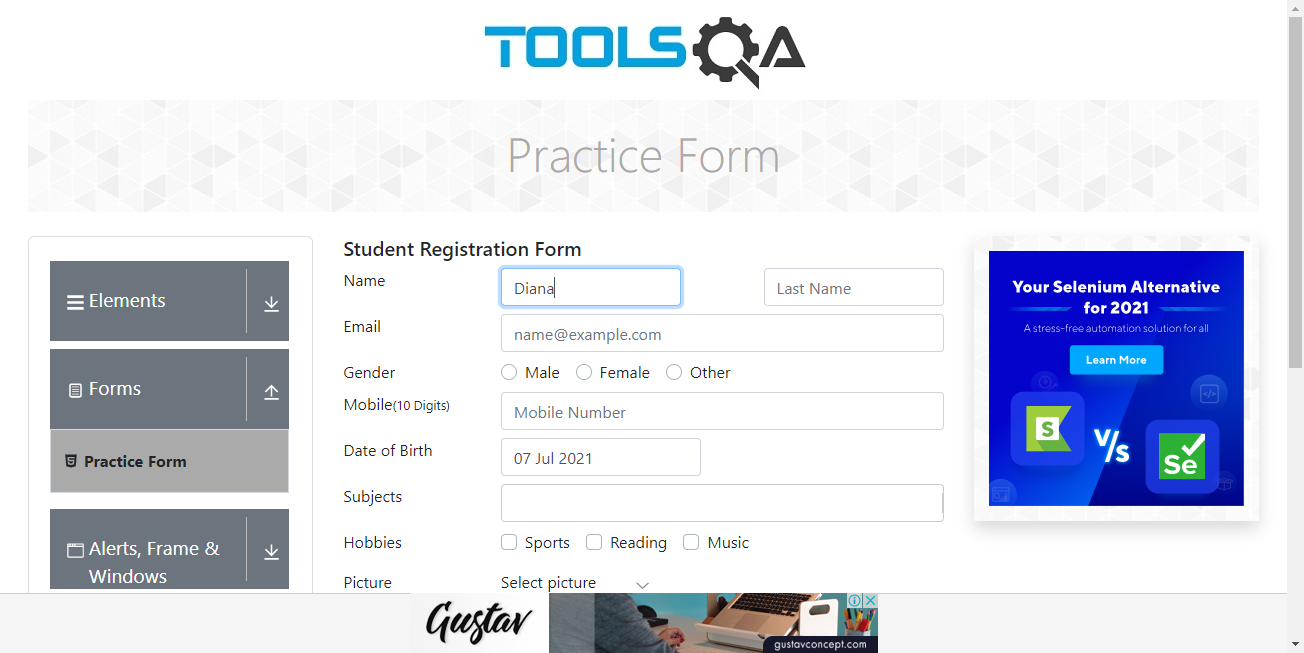 TOOLSQA
Practice Form
Elements
Forms
Practice Form
Alerts, Frame &
Windows
Student Registration Form
Name
Diana
Last Name
Email
name@example.com
Gender
Male
Female
Other
Mobile(10 Digits)
Mobile Number
Date of Birth
07 Jul 2021
Subjects
Hobbies
Sports
Reading
Music
Picture
Select picture
Your Selenium Alternative
for 2021
A stress-free automation solution for all
Learn More
S
V/s
Se
Gustav
gustavconcept.com